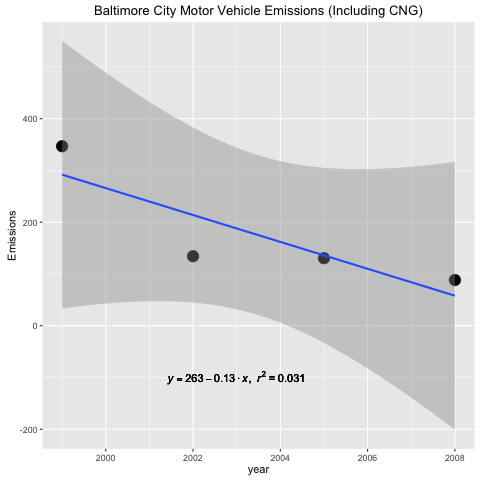 Baltimore City Motor Vehicle Emissions (Including CNG)
Emissions
400
200
0
-200
y = 263 − 0.13 · x, r² = 0.031
2000 2002 2004 2006 2008
year